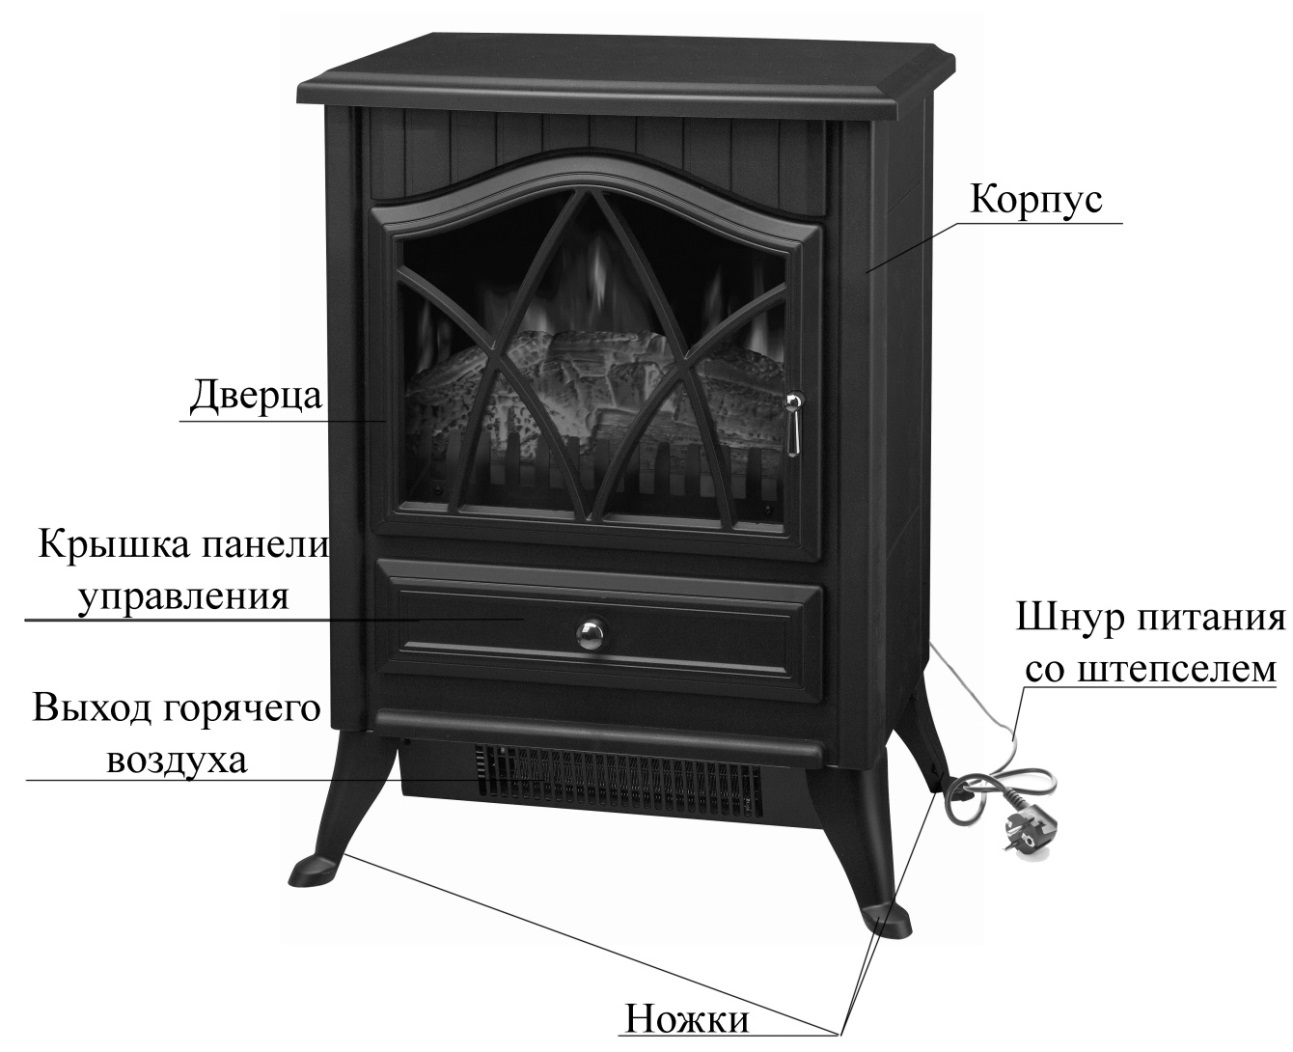 Корпус
Дверца
Крышка панели
управления
Шнур питания
со штепселем
Выход горячего
воздуха
Ножки